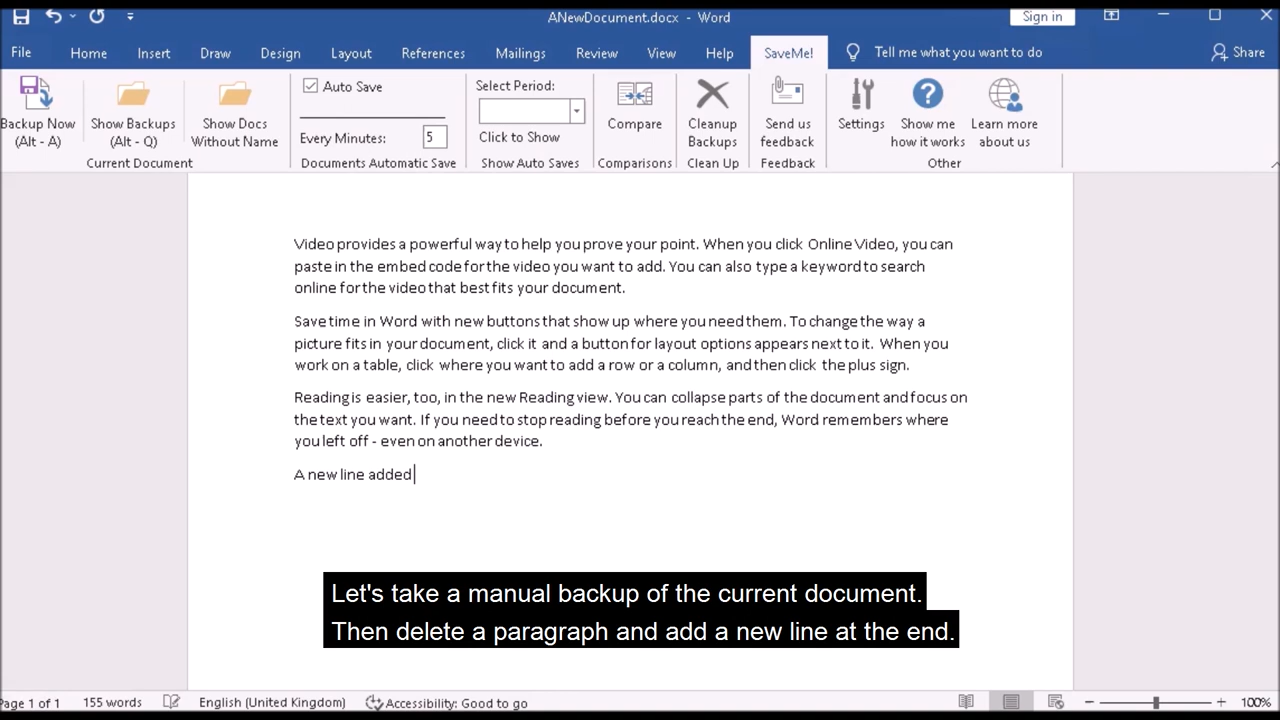 ANewDocument.docx - Word
Sign in
File Home Insert Draw Design Layout References Mailings Review View Help SaveMe! Tell me what you want to do Share
Backup Now
(Alt - A)
Show Backups
(Alt - Q)
Show Docs
Without Name
Current Document
Auto Save
Every Minutes: 5
Documents Automatic Save
Select Period:
Click to Show
Show Auto Saves
Compare
Comparisons
Cleanup
Backups
Clean Up
Send us
feedback
Feedback
Settings
Show me
how it works
Learn more
about us
Other
Video provides a powerful way to help you prove your point. When you click Online Video, you can
paste in the embed code for the video you want to add. You can also type a keyword to search
online for the video that best fits your document.
Save time in Word with new buttons that show up where you need them. To change the way a
picture fits in your document, click it and a button for layout options appears next to it. When you
work on a table, click where you want to add a row or a column, and then click the plus sign.
Reading is easier, too, in the new Reading view. You can collapse parts of the document and focus on
the text you want. If you need to stop reading before you reach the end, Word remembers where
you left off - even on another device.
A new line added
Let's take a manual backup of the current document.
Then delete a paragraph and add a new line at the end.
Page 1 of 1 155 words English (United Kingdom) Accessibility: Good to go 100%